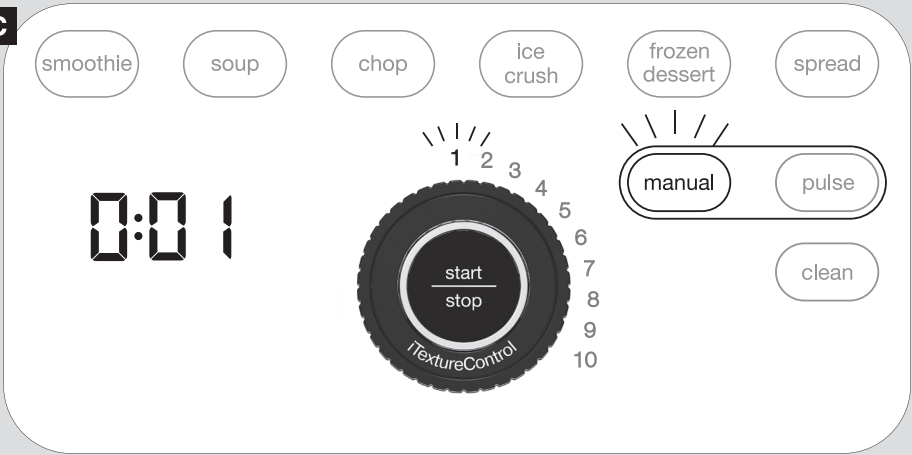 C
smoothie
soup
chop
ice
crush
frozen
dessert
spread
1
2
3
4
5
6
7
8
9
10
manual
pulse
0:01
start
stop
iTextureControl
clean